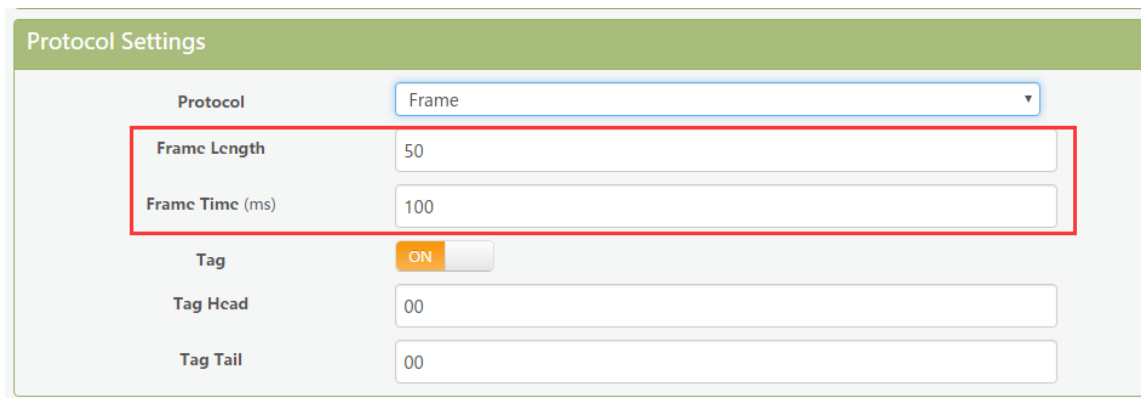 Protocol Settings
Protocol Frame
Frame Length 50
Frame Time (ms) 100
Tag ON
Tag Head 00
Tag Tail 00